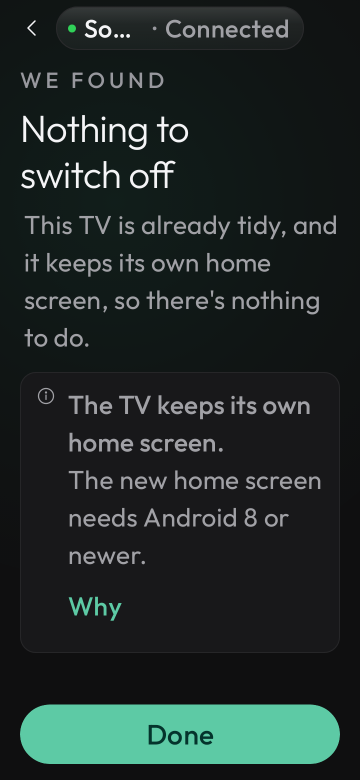 So... · Connected
WE FOUND
Nothing to
switch off
This TV is already tidy, and
it keeps its own home
screen, so there's nothing
to do.
The TV keeps its own
home screen.
The new home screen
needs Android 8 or
newer.
Why
Done